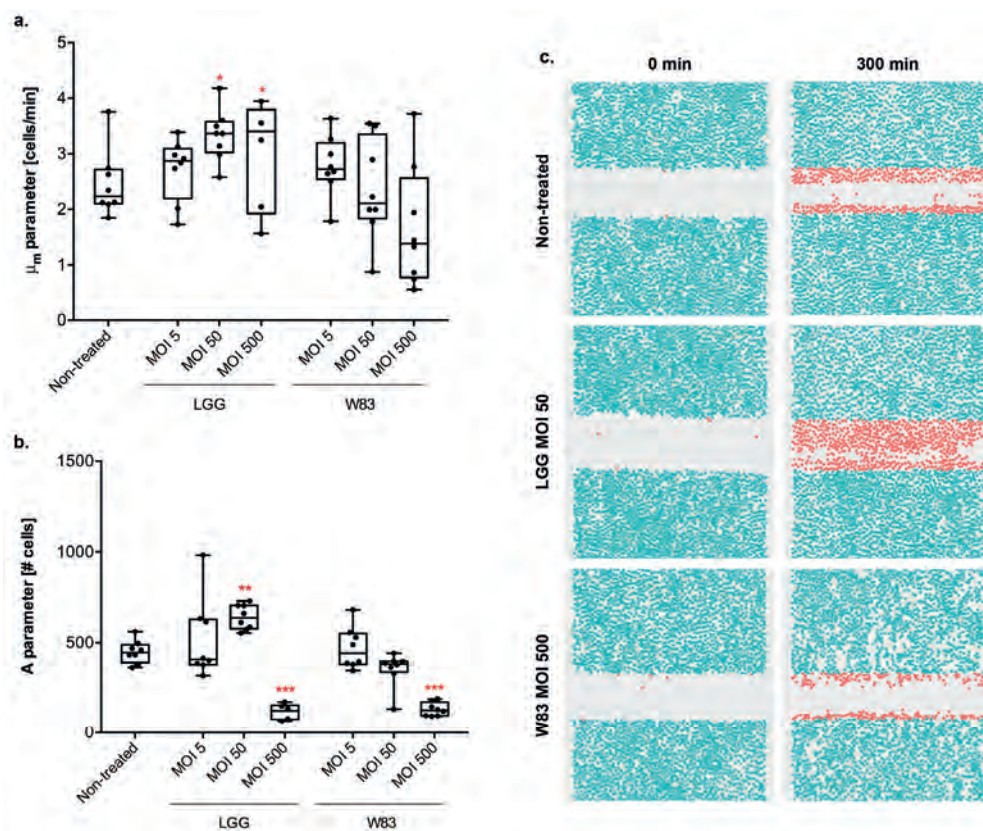 a.
μm parameter [cells/min]
5
4
3
2
1
0
*
*
Non-treated
MOI 5
MOI 50
MOI 500
MOI 5
MOI 50
MOI 500
LGG
W83
b.
A parameter [# cells]
1500
1000
500
0
**
***
***
Non-treated
MOI 5
MOI 50
MOI 500
MOI 5
MOI 50
MOI 500
LGG
W83
c.
0 min
300 min
Non-treated
LGG MOI 50
W83 MOI 500